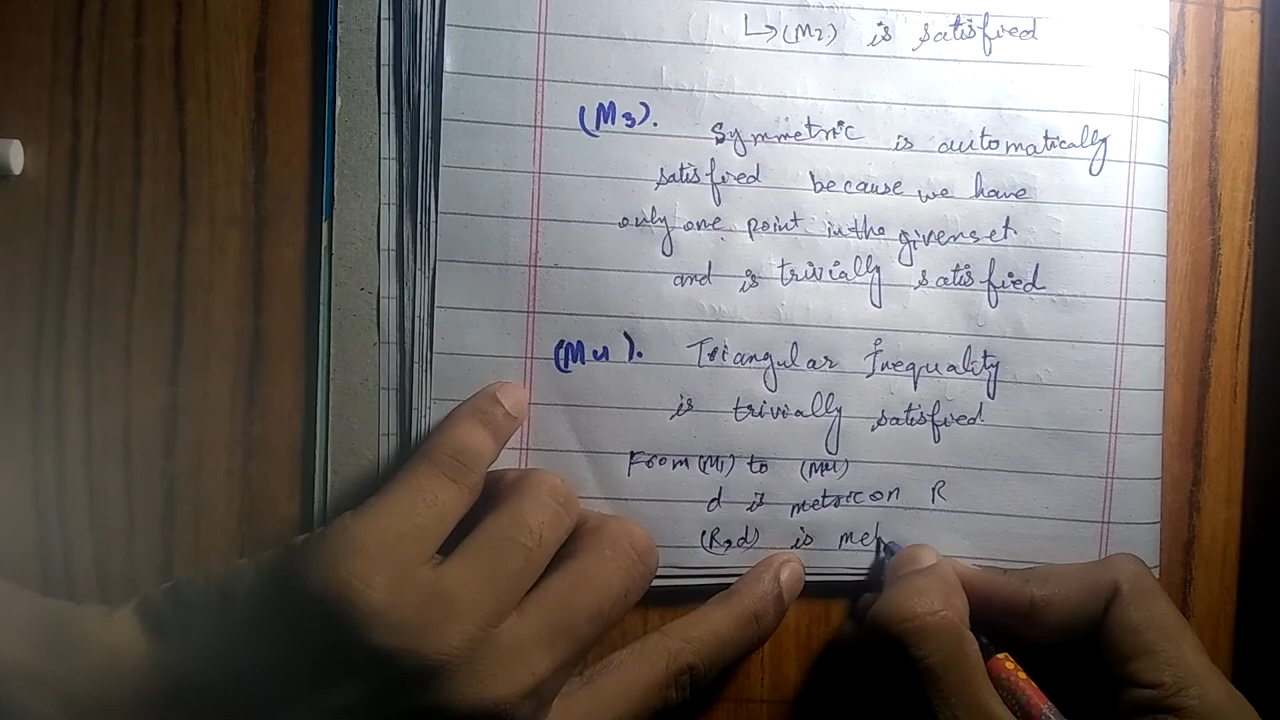 ↳(M2) is satisfied
(M3). Symmetric is automatically
satisfied because we have
only one point in the given set
and is trivially satisfied
(M4). Triangular Inequality
is trivially satisfied
From (M1) to (M4)
d is metric on R
(R,d) is met